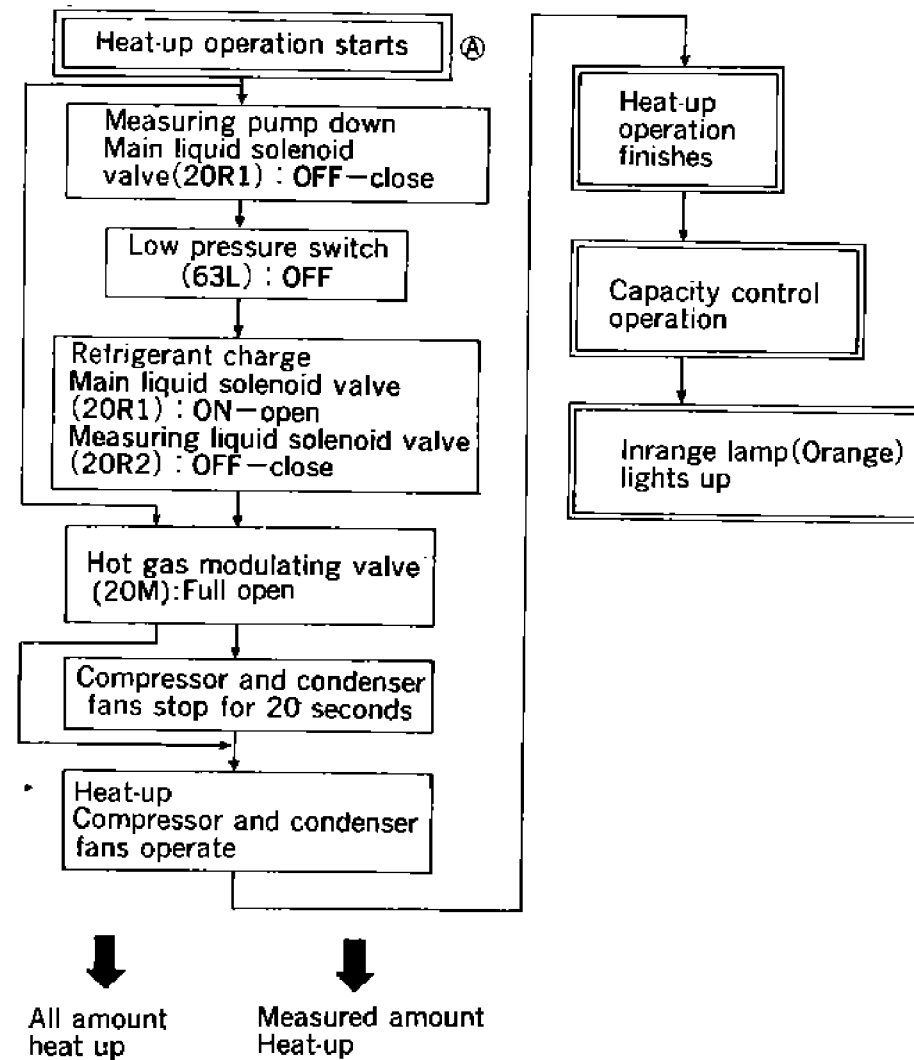 Heat-up operation starts Ⓐ
Measuring pump down
Main liquid solenoid
valve(20R1) : OFF-close
Low pressure switch
(63L) : OFF
Refrigerant charge
Main liquid solenoid valve
(20R1) : ON-open
Measuring liquid solenoid valve
(20R2) : OFF-close
Hot gas modulating valve
(20M):Full open
Compressor and condenser
fans stop for 20 seconds
Heat-up
Compressor and condenser
fans operate
All amount
heat up
Measured amount
Heat-up
Heat-up
operation
finishes
Capacity control
operation
Inrange lamp(Orange)
lights up